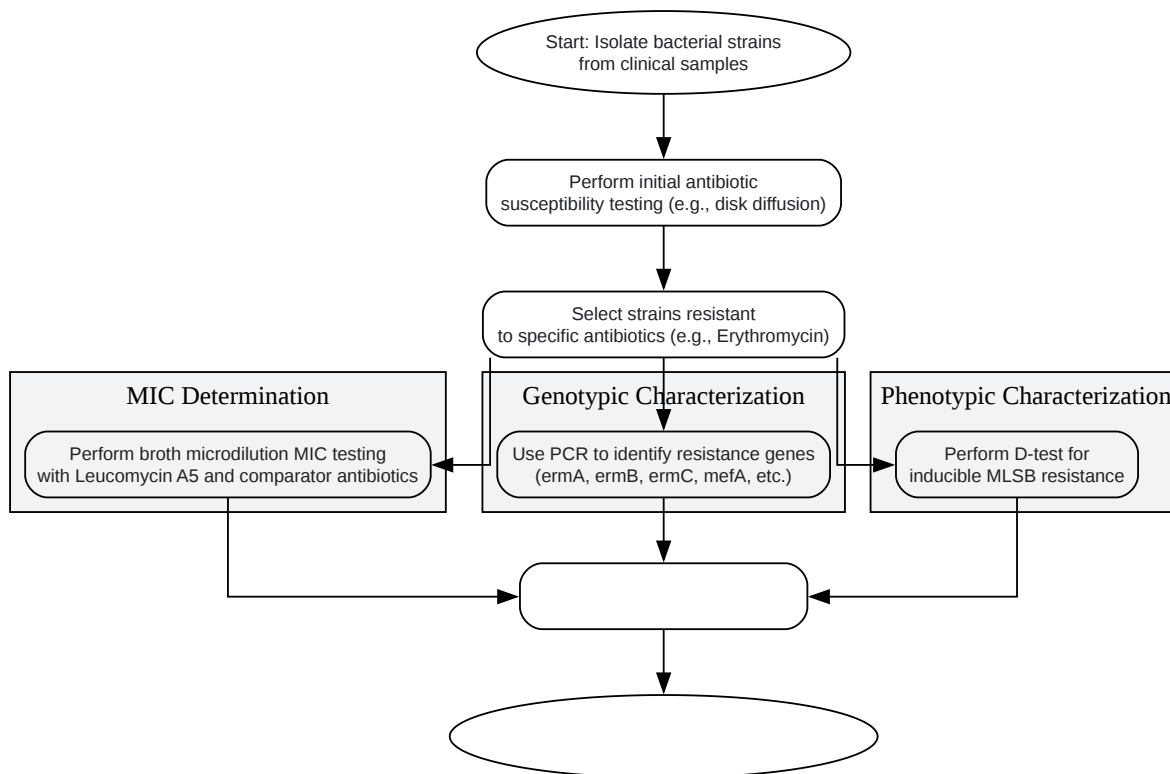 Start: Isolate bacterial strains
from clinical samples
Perform initial antibiotic
susceptibility testing (e.g., disk diffusion)
Select strains resistant
to specific antibiotics (e.g., Erythromycin)
MIC Determination
Perform broth microdilution MIC testing
with Leucomycin A5 and comparator antibiotics
Genotypic Characterization
Use PCR to identify resistance genes
(ermA, ermB, ermC, mefA, etc.)
Phenotypic Characterization
Perform D-test for
inducible MLSB resistance